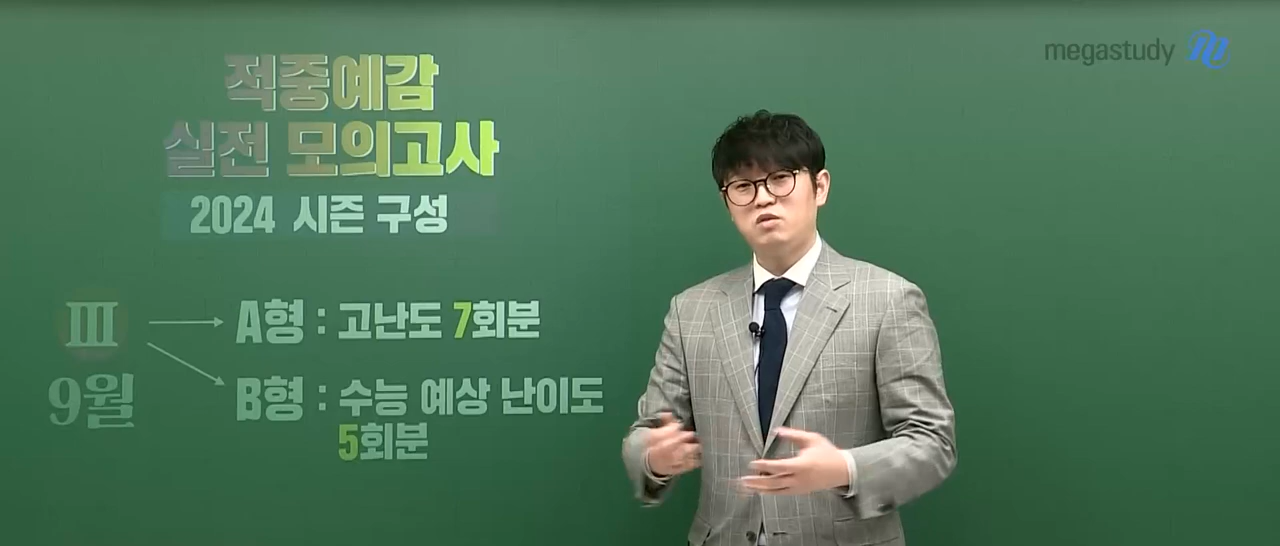 적중예감
실전 모의고사
2024 시즌 구성
megastudy
Ⅲ
9월
A형 : 고난도 7회분
B형 : 수능 예상 난이도
5회분